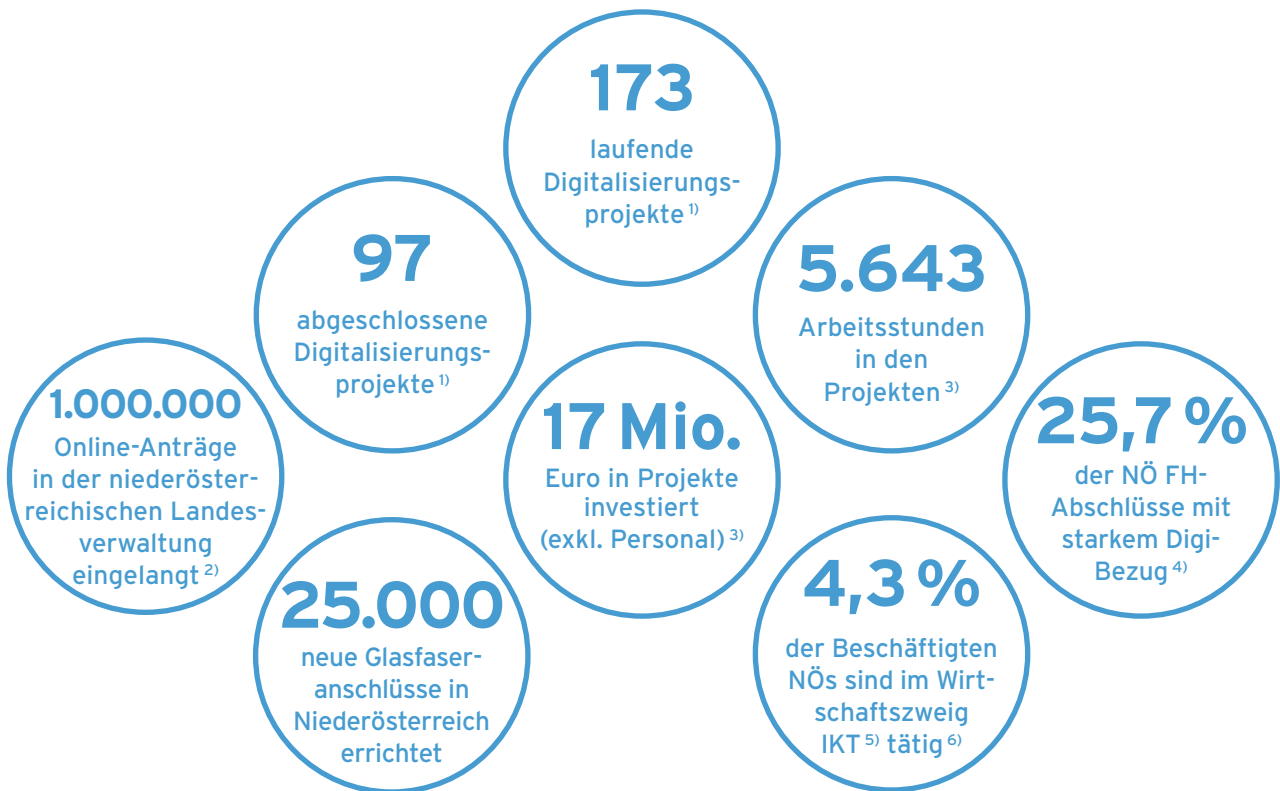 173
laufende
Digitalisierungs-
projekte 1)
97
abgeschlossene
Digitalisierungs-
projekte 1)
5.643
Arbeitsstunden
in den
Projekten 3)
1.000.000
Online-Anträge
in der niederöster-
reichischen Landes-
verwaltung
eingelangt 2)
17 Mio.
Euro in Projekte
investiert
(exkl. Personal) 3)
25,7 %
der NÖ FH-
Abschlüsse mit
starkem Digi-
Bezug 4)
25.000
neue Glasfaser-
anschlüsse in
Niederösterreich
errichtet
4,3 %
der Beschäftigten
NÖs sind im Wirt-
schaftszweig
IKT 5) tätig 6)